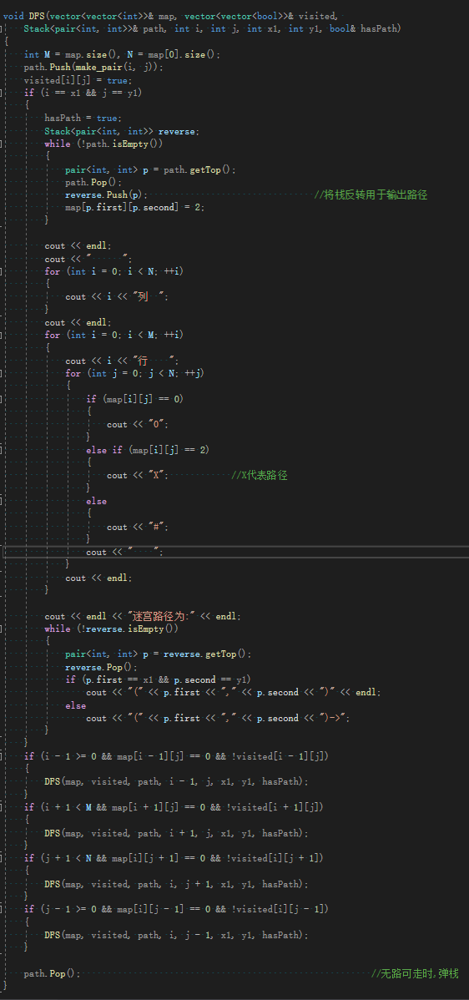 void DFS(vector<vector<int>>& map, vector<vector<bool>>& visited,
    Stack<pair<int, int>>& path, int i, int j, int x1, int y1, bool& hasPath)
{
    int M = map.size(), N = map[0].size();
    path.Push(make_pair(i, j));
    visited[i][j] = true;
    if (i == x1 && j == y1)
    {
        hasPath = true;
        Stack<pair<int, int>> reverse;
        while (!path.isEmpty())
        {
            pair<int, int> p = path.getTop();
            path.Pop();
            reverse.Push(p);                                //将栈反转用于输出路径
            map[p.first][p.second] = 2;
        }

        cout << endl;
        cout << "      ";
        for (int i = 0; i < N; ++i)
        {
            cout << i << "列  ";
        }
        cout << endl;
        for (int i = 0; i < M; ++i)
        {
            cout << i << "行    ";
            for (int j = 0; j < N; ++j)
            {
                if (map[i][j] == 0)
                {
                    cout << "0";
                }
                else if (map[i][j] == 2)
                {
                    cout << "X";            //X代表路径
                }
                else
                {
                    cout << "#";
                }
                cout << "    ";
            }
            cout << endl;
        }

        cout << endl << "迷宫路径为:" << endl;
        while (!reverse.isEmpty())
        {
            pair<int, int> p = reverse.getTop();
            reverse.Pop();
            if (p.first == x1 && p.second == y1)
                cout << "(" << p.first << "," << p.second << ")" << endl;
            else
                cout << "(" << p.first << "," << p.second << ")->";
        }
    }
    if (i - 1 >= 0 && map[i - 1][j] == 0 && !visited[i - 1][j])
    {
        DFS(map, visited, path, i - 1, j, x1, y1, hasPath);
    }
    if (i + 1 < M && map[i + 1][j] == 0 && !visited[i + 1][j])
    {
        DFS(map, visited, path, i + 1, j, x1, y1, hasPath);
    }
    if (j + 1 < N && map[i][j + 1] == 0 && !visited[i][j + 1])
    {
        DFS(map, visited, path, i, j + 1, x1, y1, hasPath);
    }
    if (j - 1 >= 0 && map[i][j - 1] == 0 && !visited[i][j - 1])
    {
        DFS(map, visited, path, i, j - 1, x1, y1, hasPath);
    }

    path.Pop();                                                        //无路可走时,弹栈
}